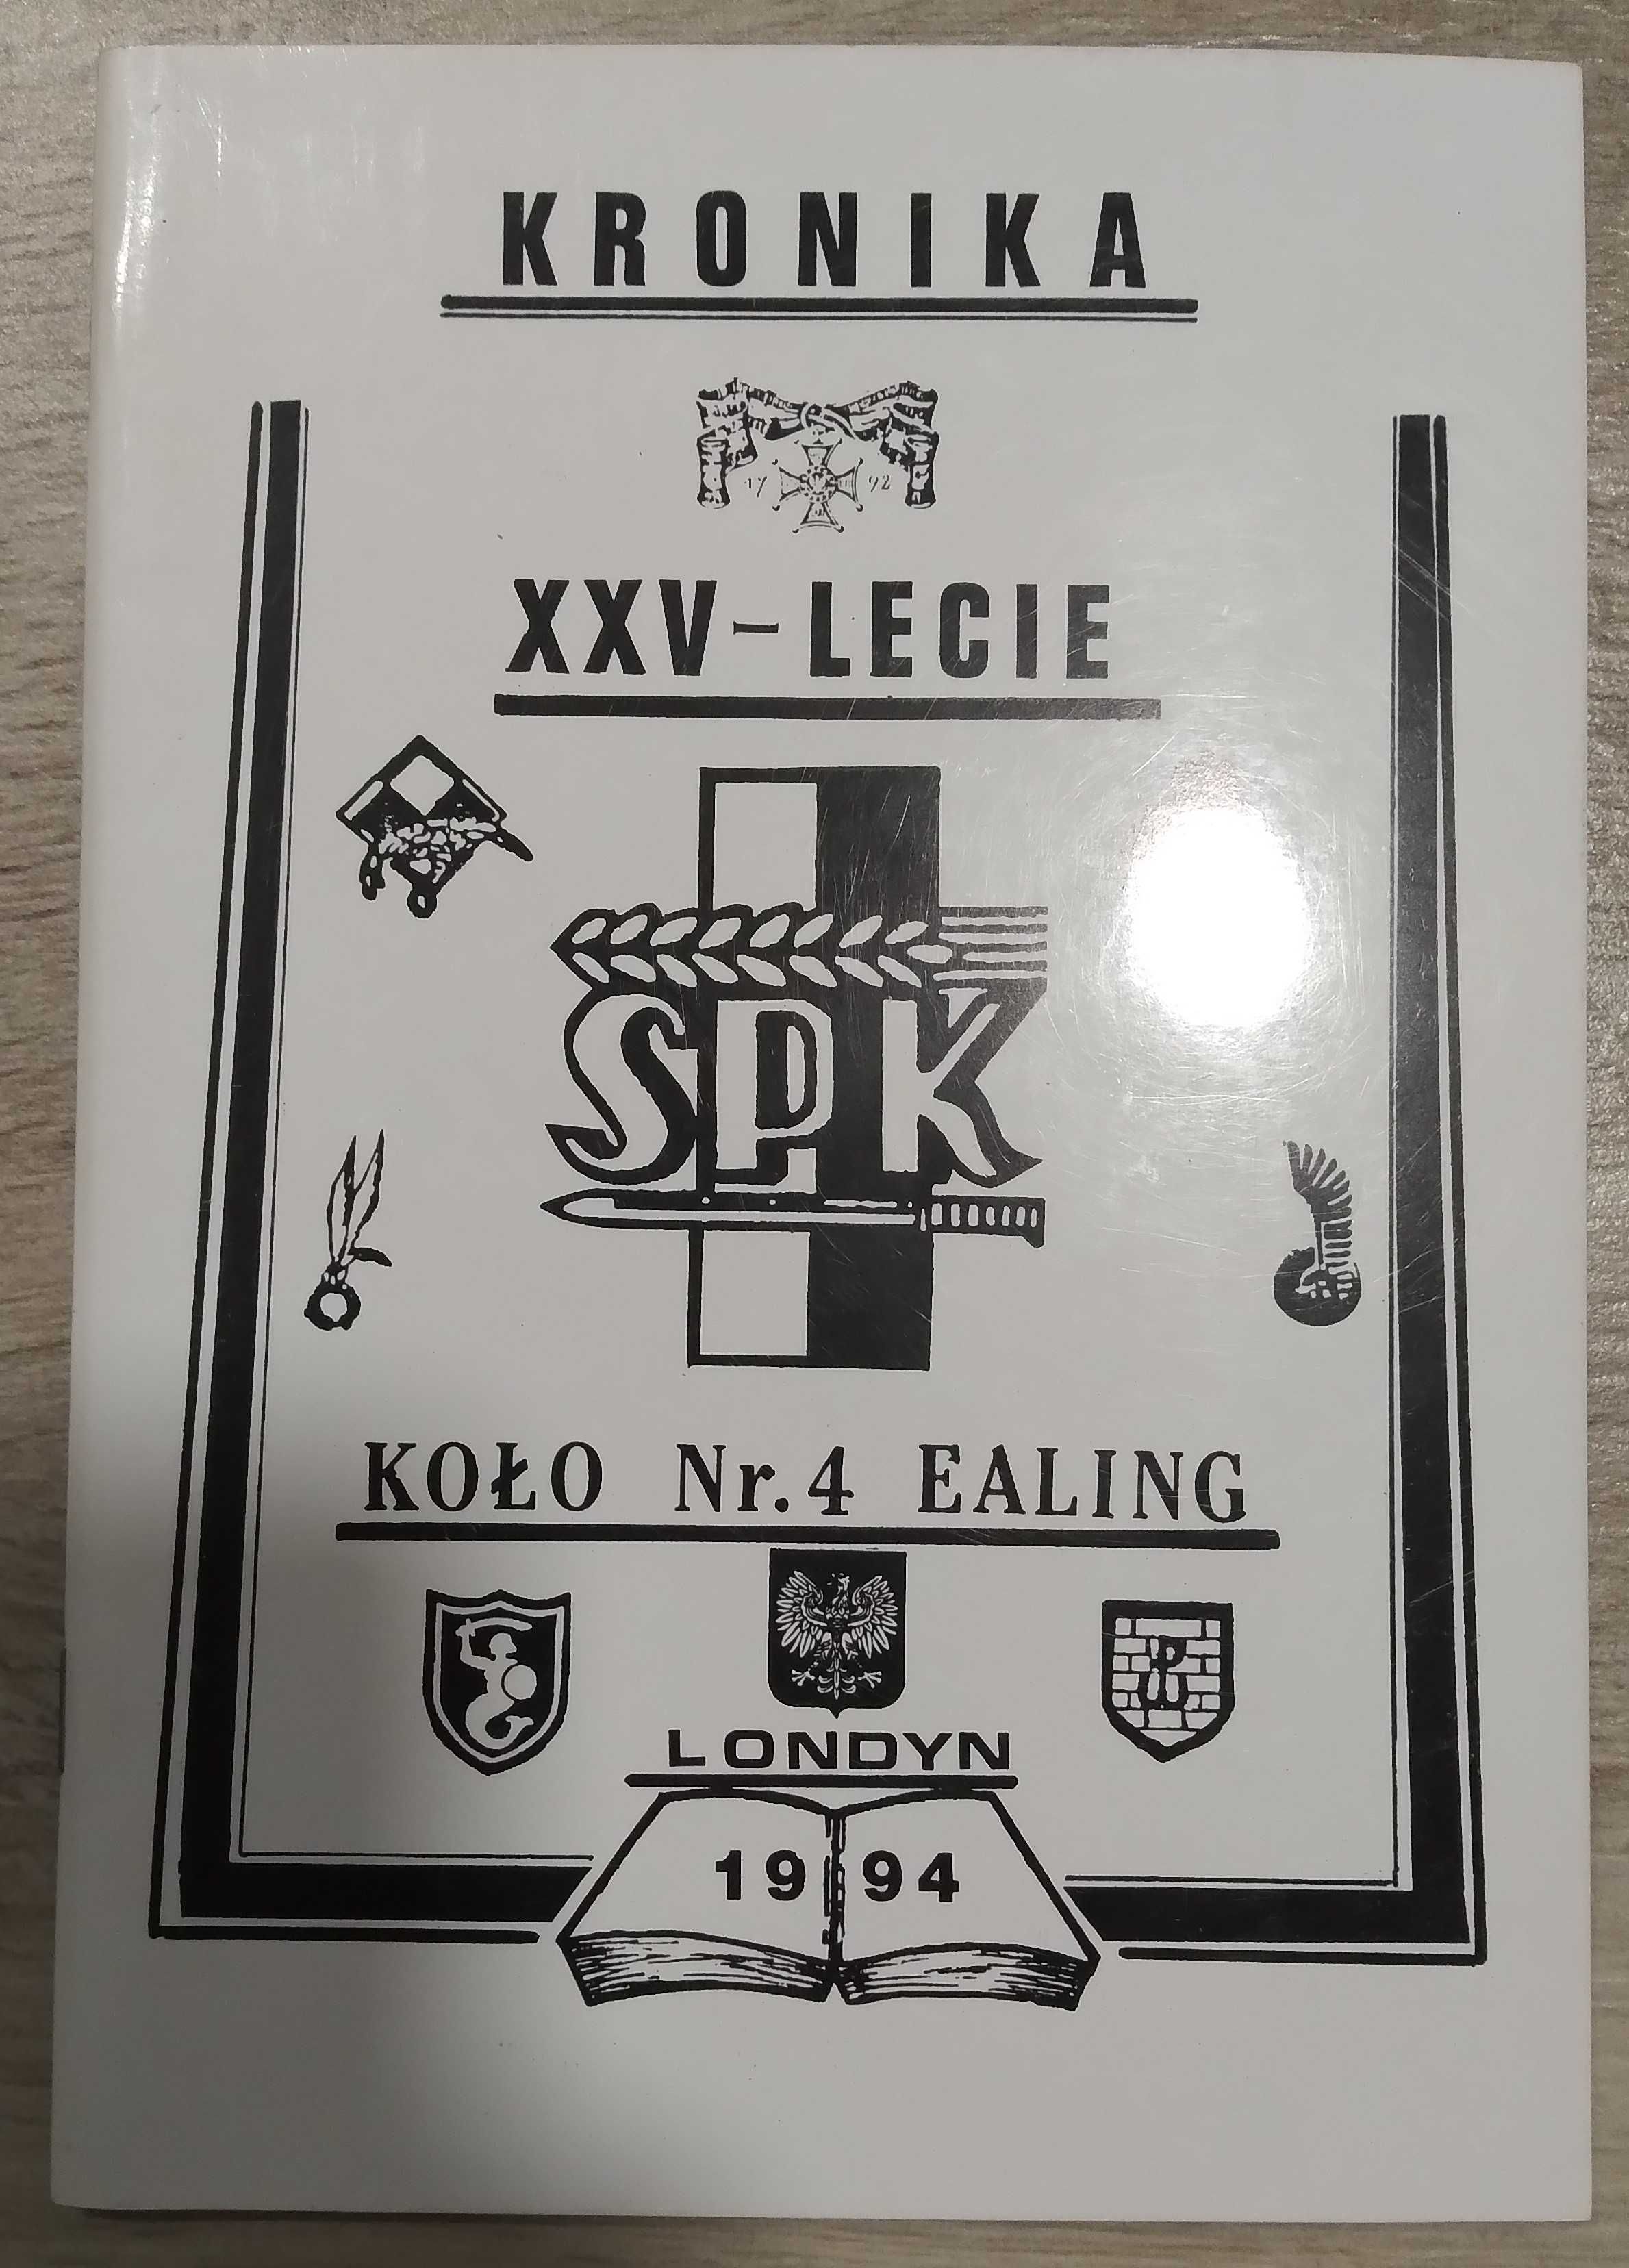 KRONIKA
17 92
XXV-LECIE
SPK
KOŁO Nr.4 EALING
LONDYN
1994